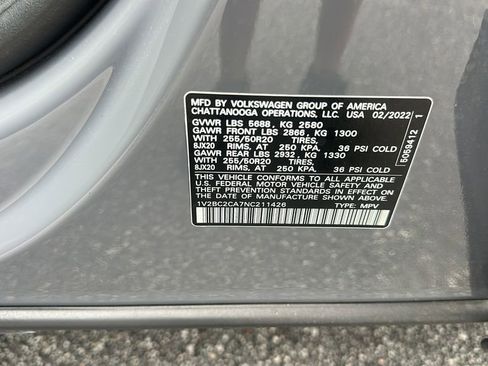 MFD BY VOLKSWAGEN GROUP OF AMERICA
CHATTANOOGA OPERATIONS, LLC. USA 02/2022
GVWR LBS 5688, KG 2580
GAWR FRONT LBS 2866, KG 1300
WITH 255/50R20 TIRES,
8JX20 RIMS, AT 250 KPA. 36 PSI COLD
GAWR REAR LBS 2932, KG 1330
WITH 255/50R20 TIRES,
8JX20 RIMS, AT 250 KPA. 36 PSI COLD
THIS VEHICLE CONFORMS TO ALL APPLICABLE
U.S. FEDERAL MOTOR VEHICLE SAFETY AND
THEFT PREVENTION STANDARDS IN EFFECT ON
THE DATE OF MANUFACTURE SHOWN ABOVE.
1V2BC2CA7NC211426 TYPE: MPV
5009412 1